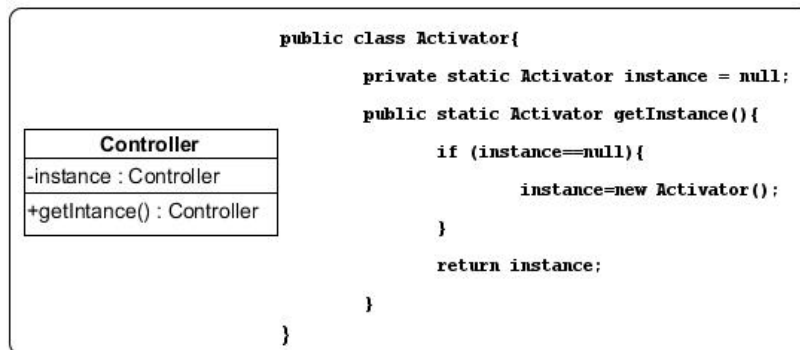 Controller
-instance : Controller
+getIntance() : Controller
public class Activator{
private static Activator instance = null;
public static Activator getInstance(){
if (instance==null){
instance=new Activator();
}
return instance;
}
}